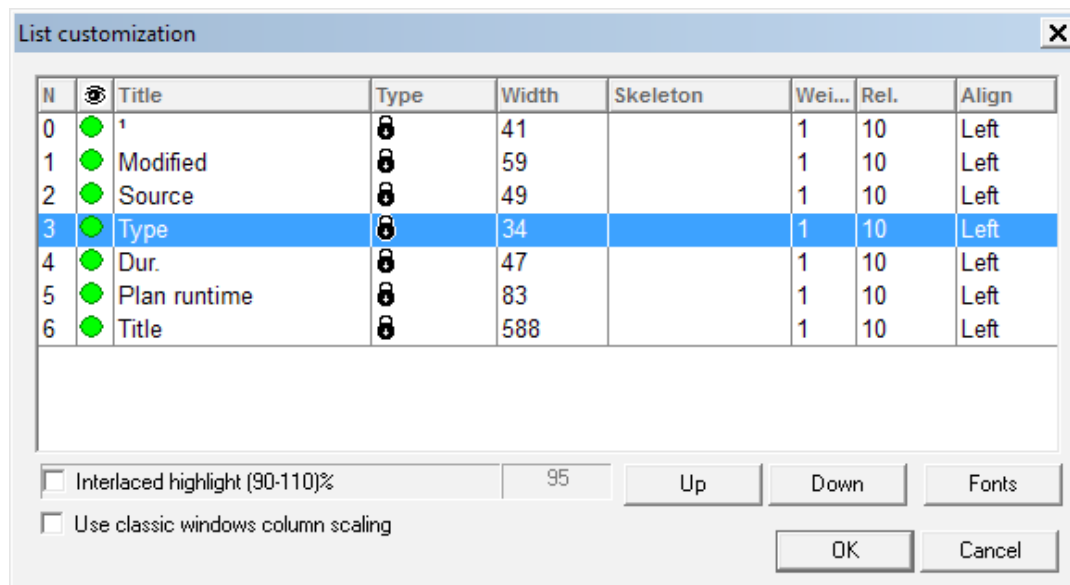 List customization
N Title Type Width Skeleton Wei... Rel. Align
0 ¹ 41 1 10 Left
1 Modified 59 1 10 Left
2 Source 49 1 10 Left
3 Type 34 1 10 Left
4 Dur. 47 1 10 Left
5 Plan runtime 83 1 10 Left
6 Title 588 1 10 Left
Interlaced highlight (90-110)% 95 Up Down Fonts
Use classic windows column scaling
OK Cancel